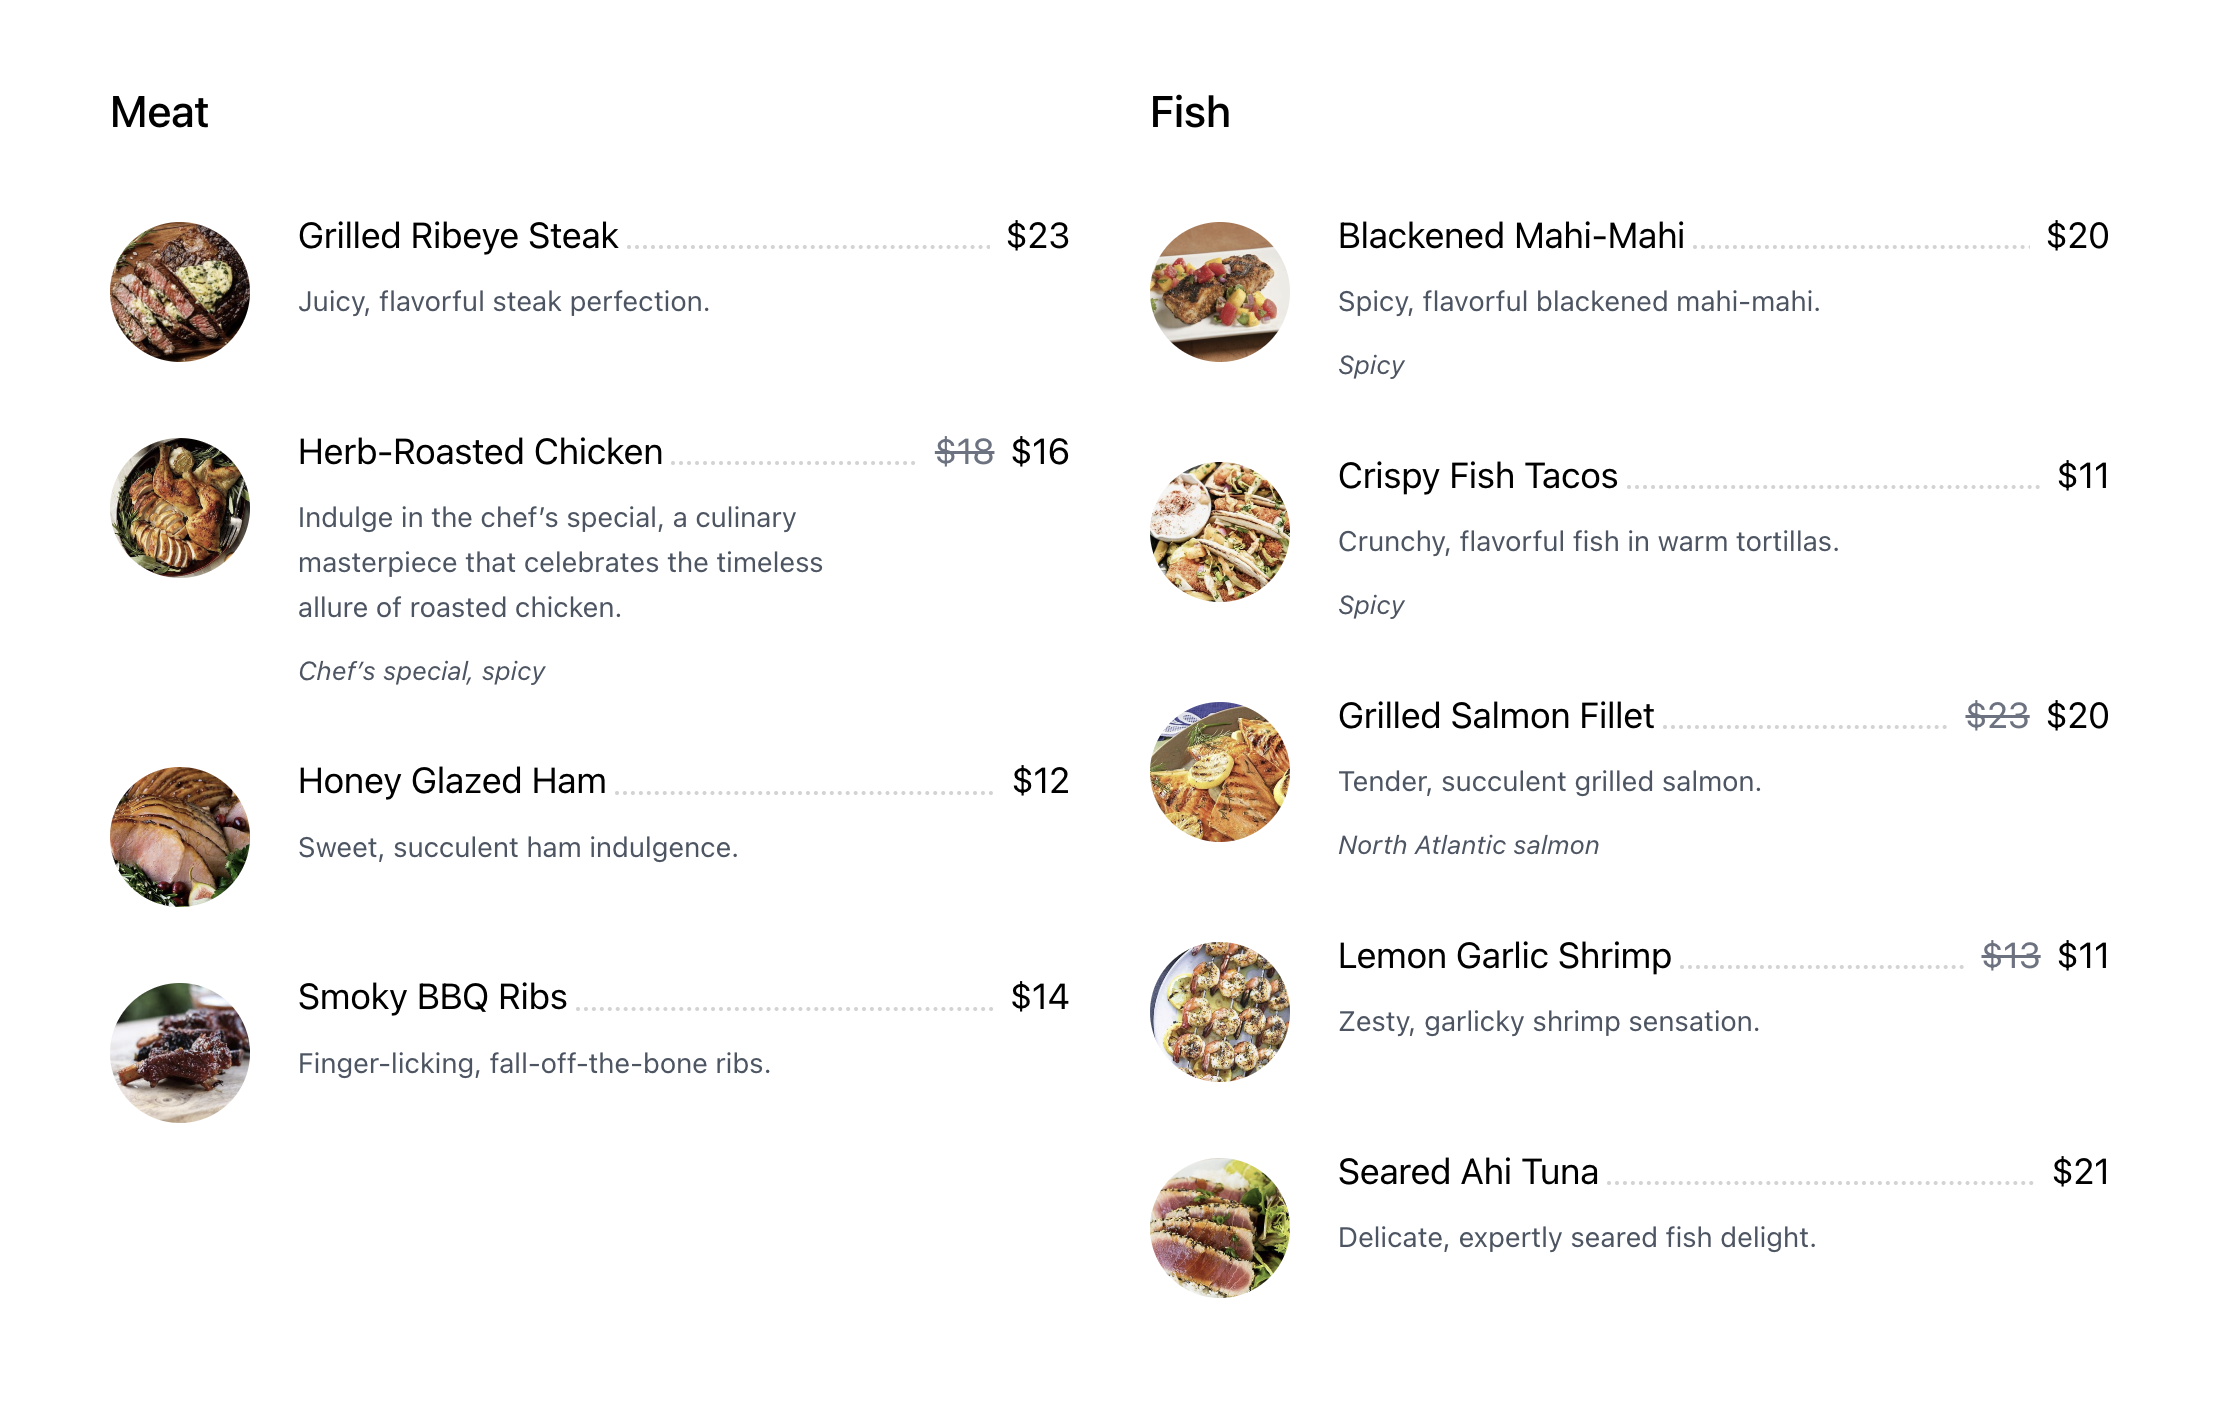 Meat
Grilled Ribeye Steak $23
Juicy, flavorful steak perfection.
Herb-Roasted Chicken $18 $16
Indulge in the chef’s special, a culinary
masterpiece that celebrates the timeless
allure of roasted chicken.
Chef’s special, spicy
Honey Glazed Ham $12
Sweet, succulent ham indulgence.
Smoky BBQ Ribs $14
Finger-licking, fall-off-the-bone ribs.
Fish
Blackened Mahi-Mahi $20
Spicy, flavorful blackened mahi-mahi.
Spicy
Crispy Fish Tacos $11
Crunchy, flavorful fish in warm tortillas.
Spicy
Grilled Salmon Fillet $23 $20
Tender, succulent grilled salmon.
North Atlantic salmon
Lemon Garlic Shrimp $13 $11
Zesty, garlicky shrimp sensation.
Seared Ahi Tuna $21
Delicate, expertly seared fish delight.